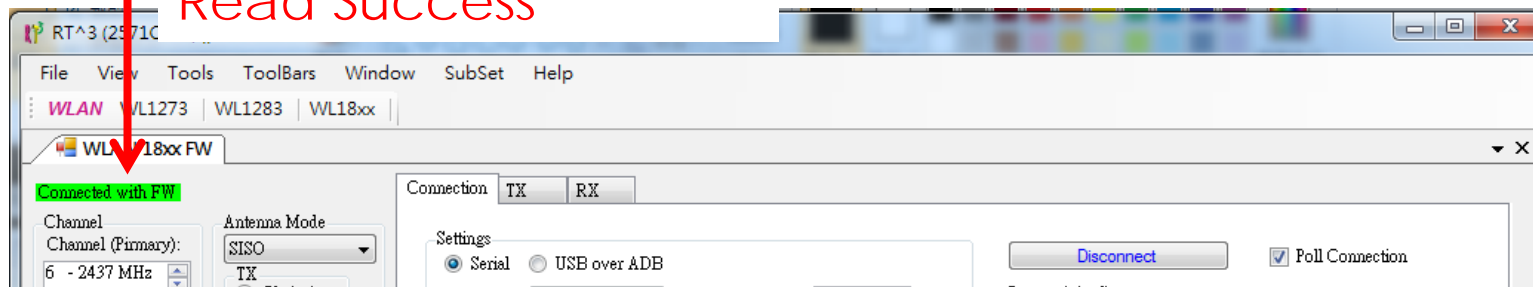 Read Success
RT^3 (2571C
File View Tools ToolBars Window SubSet Help
WLAN WL1273 WL1283 WL18xx
18xx FW
Connected with FW
Connection TX RX
Channel
Antenna Mode
Channel (Pirmary):
SISO
Settings
Serial USB over ADB
Disconnect
Poll Connection
6 - 2437 MHz
TX